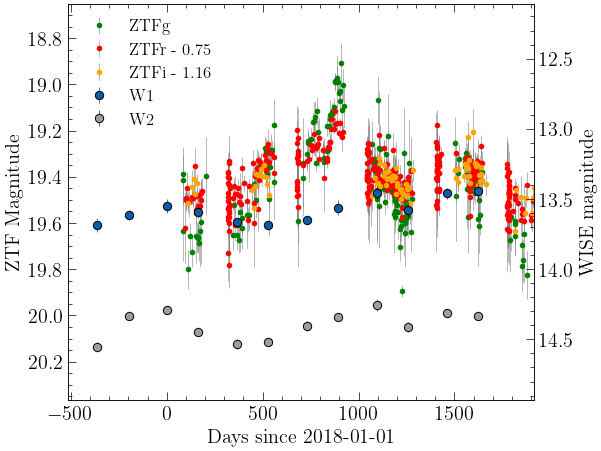 ZTFg
ZTFr - 0.75
ZTFi - 1.16
W1
W2
18.8
19.0
19.2
19.4
19.6
19.8
20.0
20.2
ZTF Magnitude
12.5
13.0
13.5
14.0
14.5
WISE magnitude
−500 0 500 1000 1500
Days since 2018-01-01